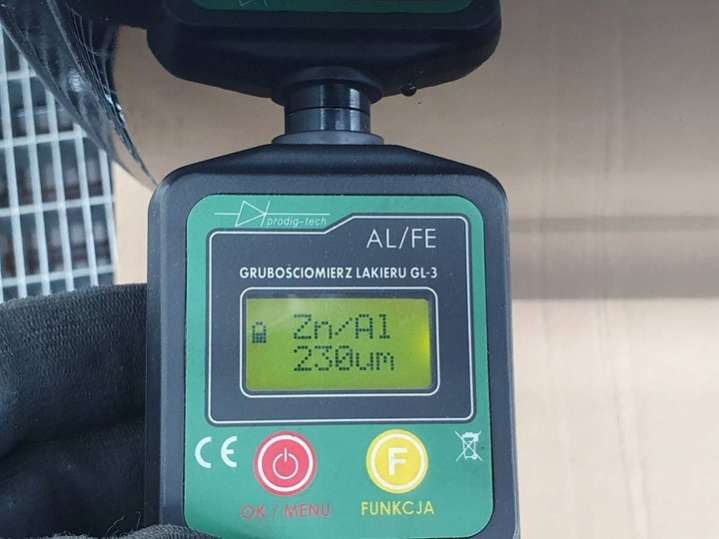 prodig-tech
AL/FE
GRUBOŚCIOMIERZ LAKIERU GL-3
Zn/Al
230um
CE
F
OK / MENU
FUNKCJA